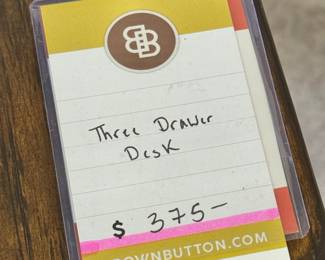 Three Drawer
Desk
$ 375-
OWNBUTTON.COM